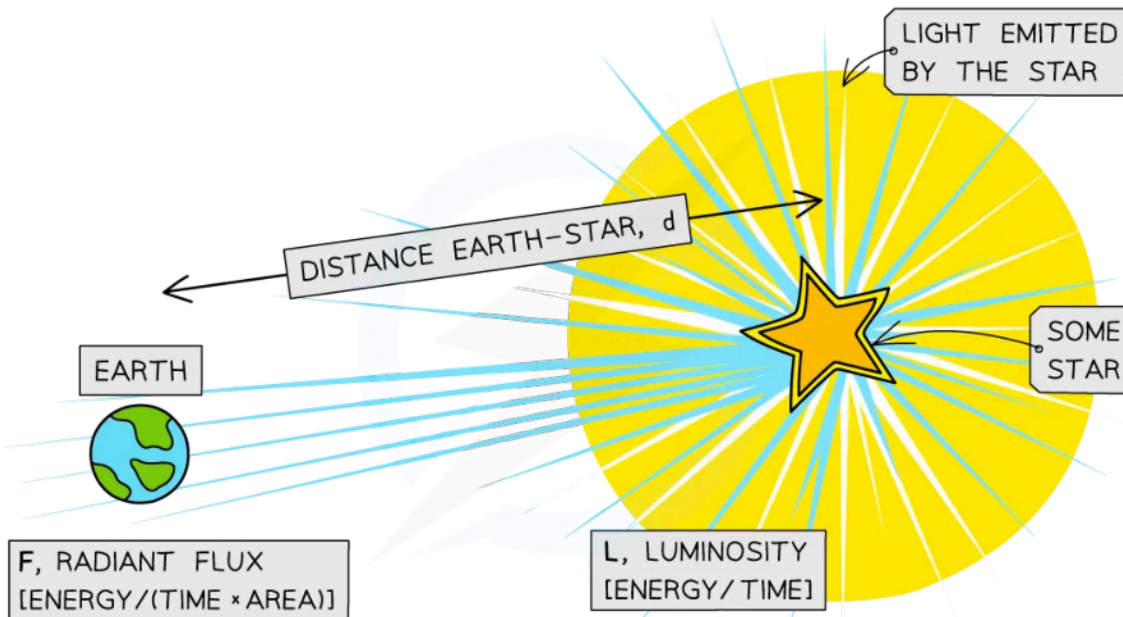 LIGHT EMITTED
BY THE STAR
DISTANCE EARTH-STAR, d
SOME
STAR
EARTH
F, RADIANT FLUX
[ENERGY/(TIME × AREA)]
L, LUMINOSITY
[ENERGY/TIME]